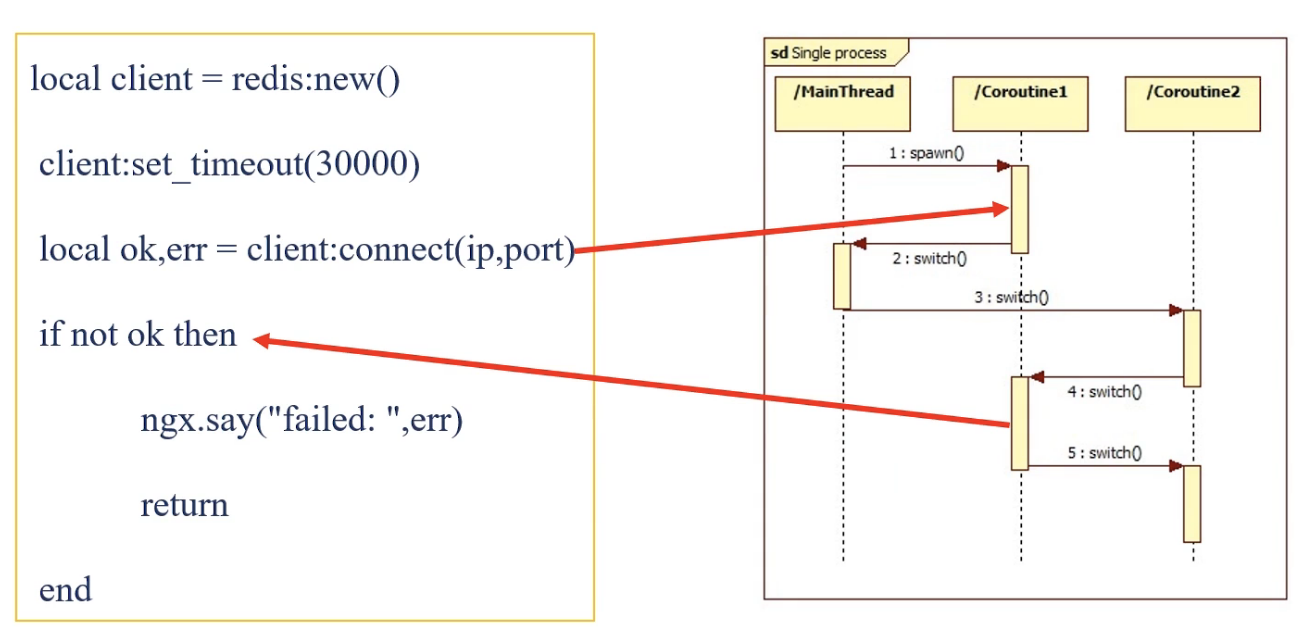 local client = redis:new()
client:set_timeout(30000)
local ok,err = client:connect(ip,port)
if not ok then
ngx.say("failed: ",err)
return
end
sd Single process
/MainThread
/Coroutine1
/Coroutine2
1 : spawn()
2 : switch()
3 : switch()
4 : switch()
5 : switch()